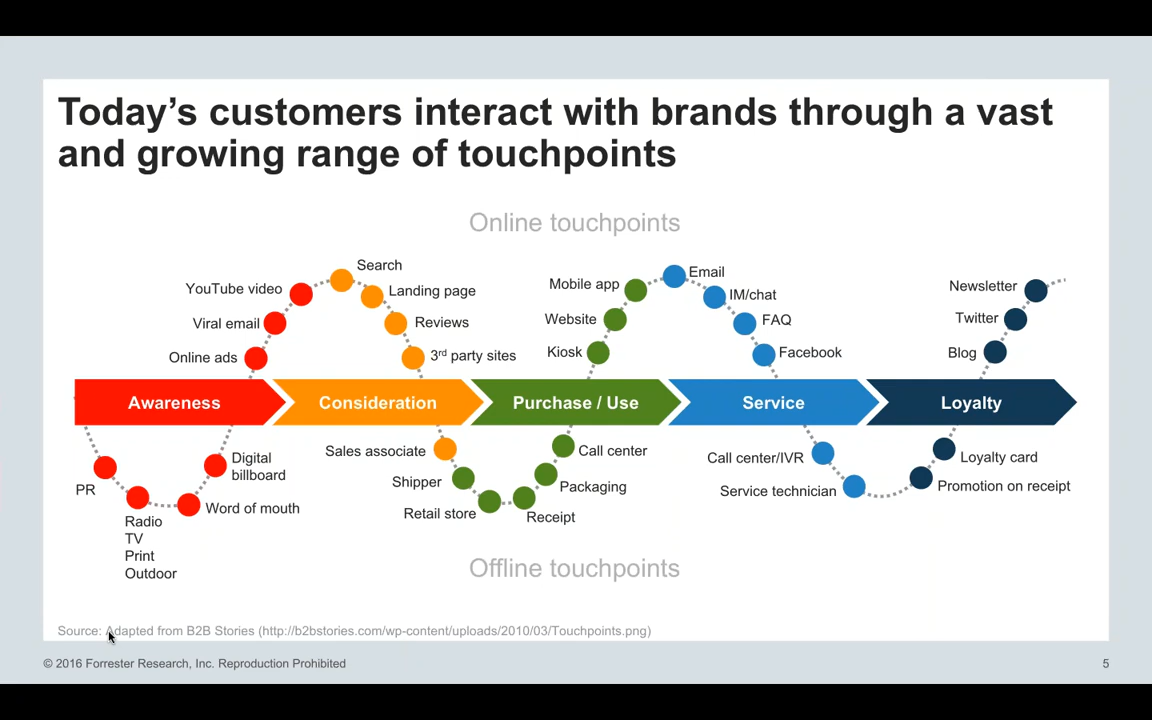 Today’s customers interact with brands through a vast
and growing range of touchpoints
Online touchpoints
Search
YouTube video
Landing page
Viral email
Reviews
Online ads
3rd party sites
Email
Mobile app
IM/chat
Website
FAQ
Kiosk
Facebook
Newsletter
Twitter
Blog
Awareness
Consideration
Purchase / Use
Service
Loyalty
PR
Radio
TV
Print
Outdoor
Digital
billboard
Word of mouth
Sales associate
Shipper
Retail store
Call center
Packaging
Receipt
Call center/IVR
Service technician
Loyalty card
Promotion on receipt
Offline touchpoints
Source: Adapted from B2B Stories (http://b2bstories.com/wp-content/uploads/2010/03/Touchpoints.png)
© 2016 Forrester Research, Inc. Reproduction Prohibited
5